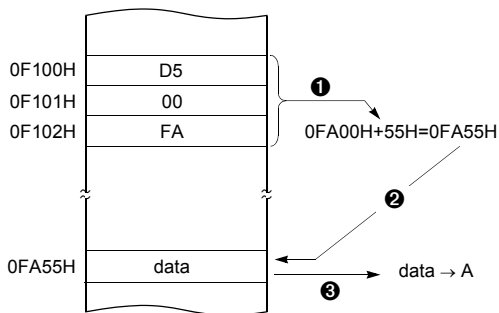 0F100H D5
0F101H 00
0F102H FA
❶
0FA00H+55H=0FA55H
❷
0FA55H data
❸
data → A